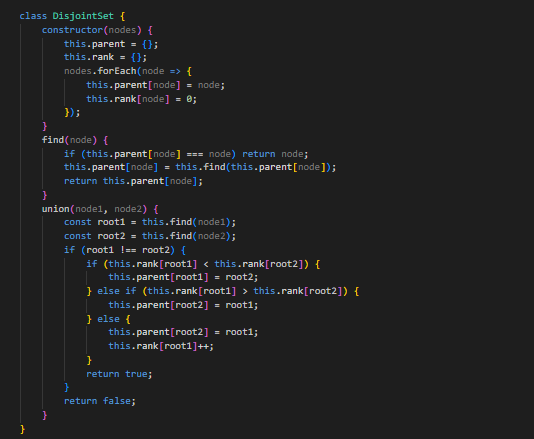 class DisjointSet {
    constructor(nodes) {
        this.parent = {};
        this.rank = {};
        nodes.forEach(node => {
            this.parent[node] = node;
            this.rank[node] = 0;
        });
    }
    find(node) {
        if (this.parent[node] === node) return node;
        this.parent[node] = this.find(this.parent[node]);
        return this.parent[node];
    }
    union(node1, node2) {
        const root1 = this.find(node1);
        const root2 = this.find(node2);
        if (root1 !== root2) {
            if (this.rank[root1] < this.rank[root2]) {
                this.parent[root1] = root2;
            } else if (this.rank[root1] > this.rank[root2]) {
                this.parent[root2] = root1;
            } else {
                this.parent[root2] = root1;
                this.rank[root1]++;
            }
            return true;
        }
        return false;
    }
}